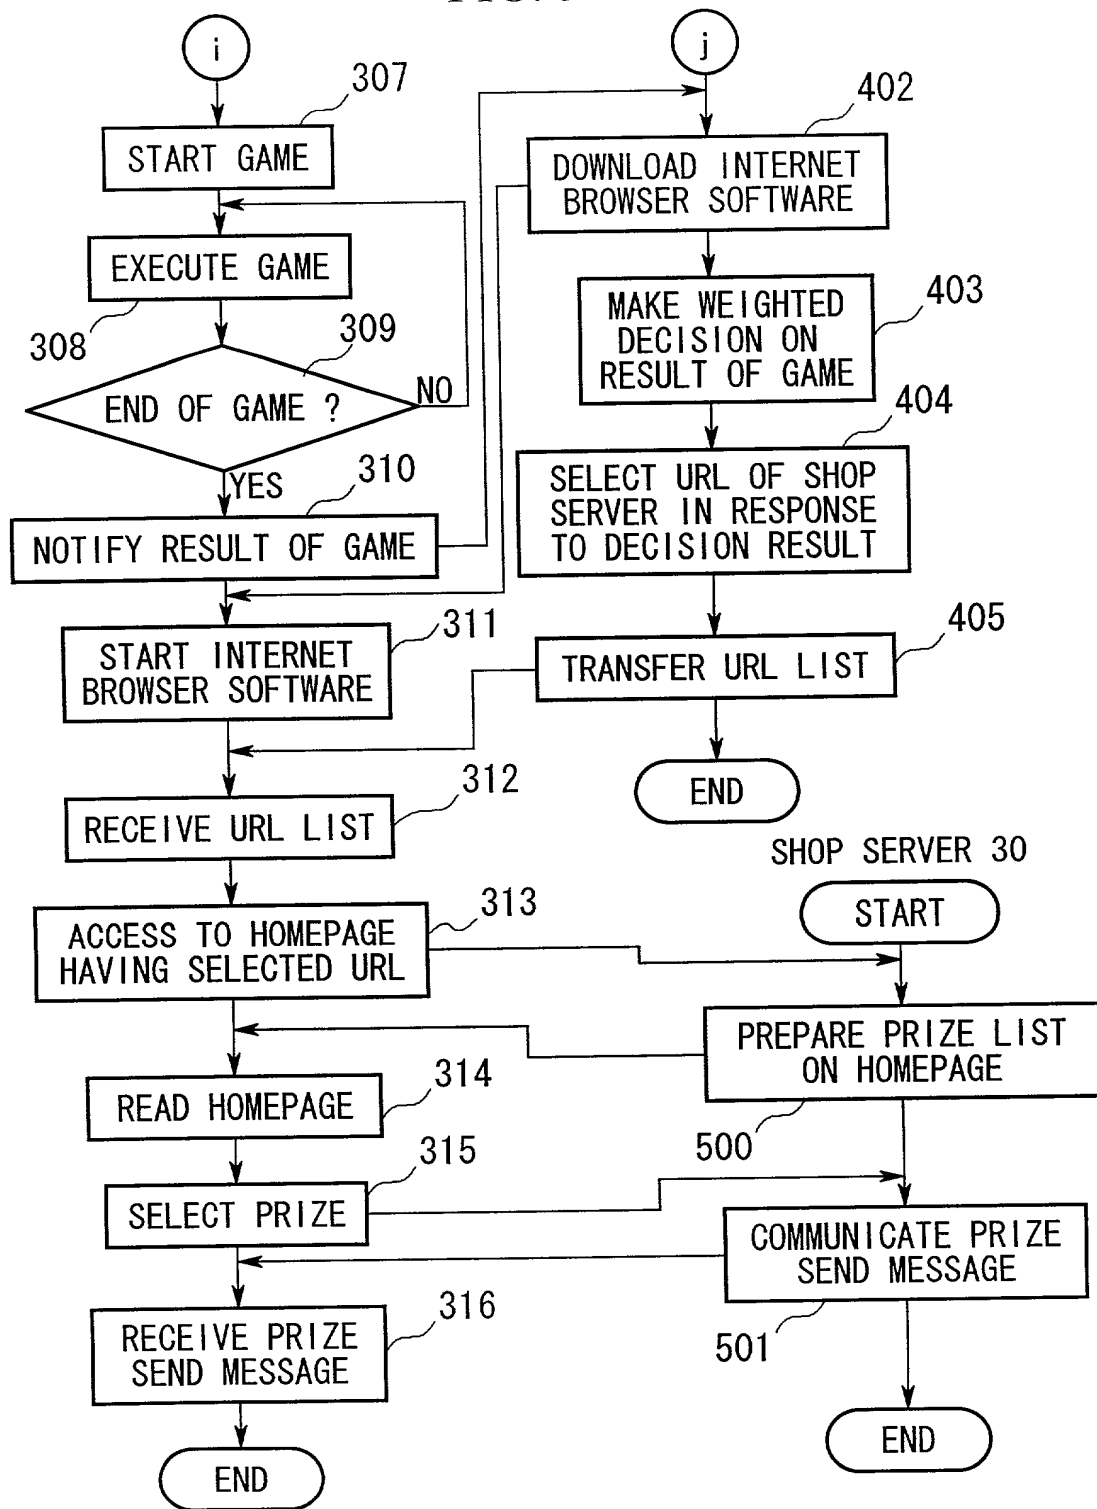 i
307
START GAME
EXECUTE GAME
308
309
END OF GAME ?
NO
YES
310
NOTIFY RESULT OF GAME
311
START INTERNET
BROWSER SOFTWARE
312
RECEIVE URL LIST
313
ACCESS TO HOMEPAGE
HAVING SELECTED URL
314
READ HOMEPAGE
315
SELECT PRIZE
316
RECEIVE PRIZE
SEND MESSAGE
END
j
402
DOWNLOAD INTERNET
BROWSER SOFTWARE
403
MAKE WEIGHTED
DECISION ON
RESULT OF GAME
404
SELECT URL OF SHOP
SERVER IN RESPONSE
TO DECISION RESULT
405
TRANSFER URL LIST
END
SHOP SERVER 30
START
PREPARE PRIZE LIST
ON HOMEPAGE
500
COMMUNICATE PRIZE
SEND MESSAGE
501
END